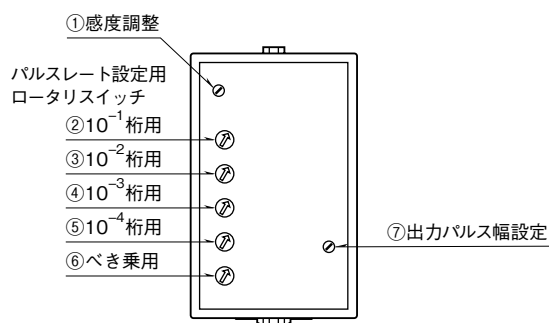 ①感度調整
パルスレート設定用
ロータリスイッチ
②10⁻¹桁用
③10⁻²桁用
④10⁻³桁用
⑤10⁻⁴桁用
⑥べき乗用
⑦出力パルス幅設定